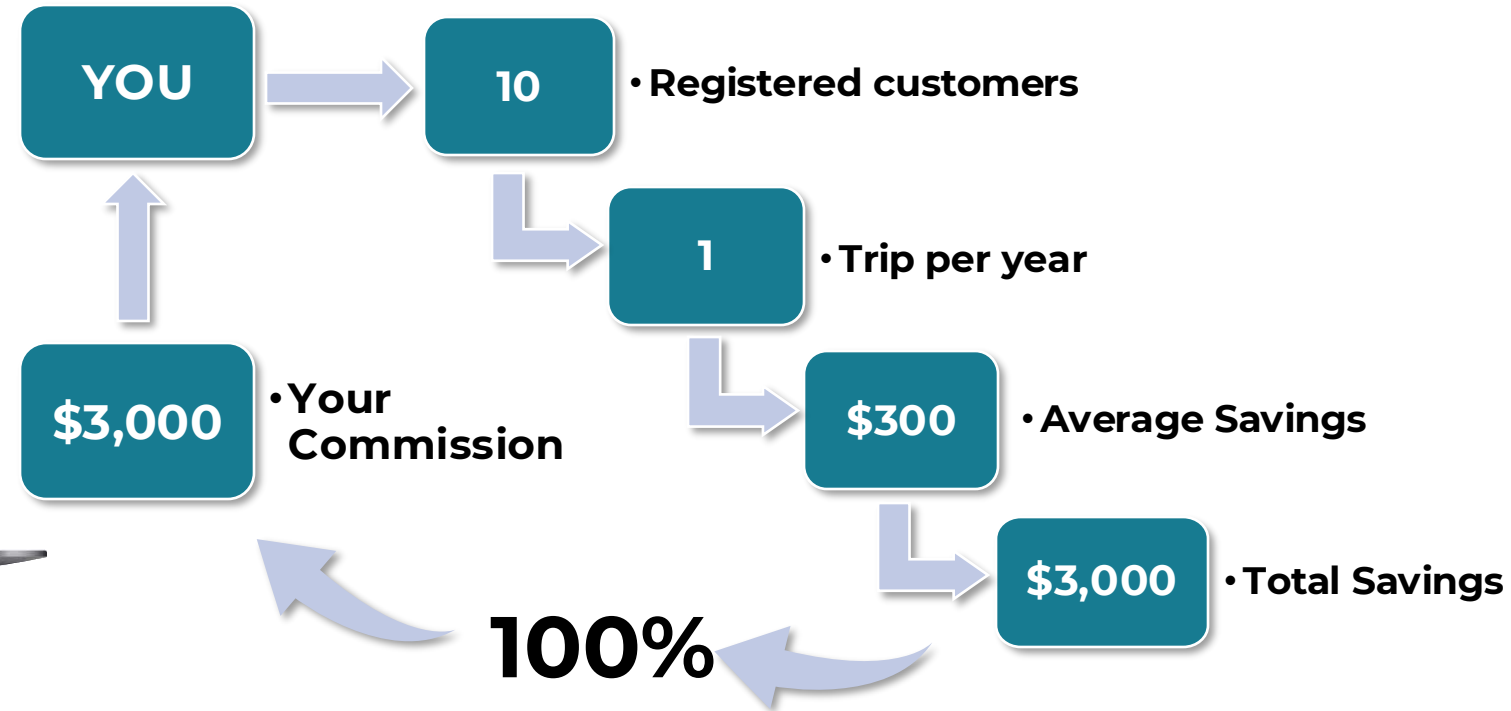 YOU
10
• Registered customers
1
• Trip per year
$300
• Average Savings
$3,000
• Total Savings
100%
$3,000
• Your
Commission